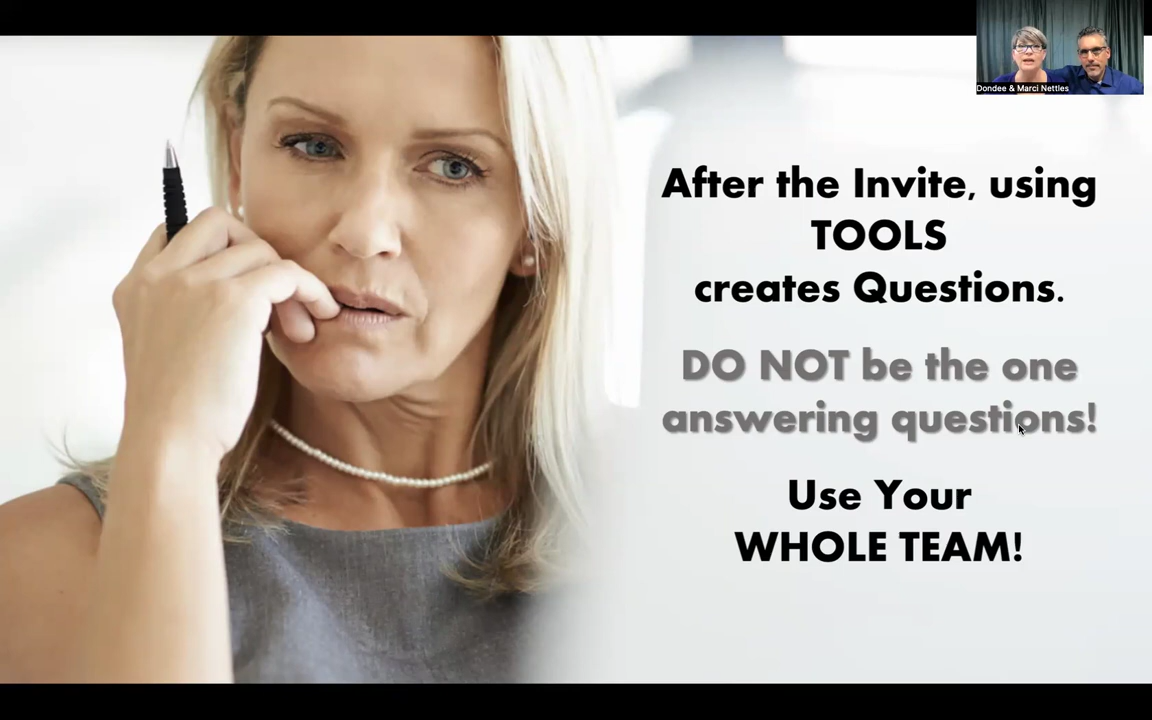 Dondee & Marci Nettles
After the Invite, using
TOOLS
creates Questions.
DO NOT be the one
answering questions!
Use Your
WHOLE TEAM!